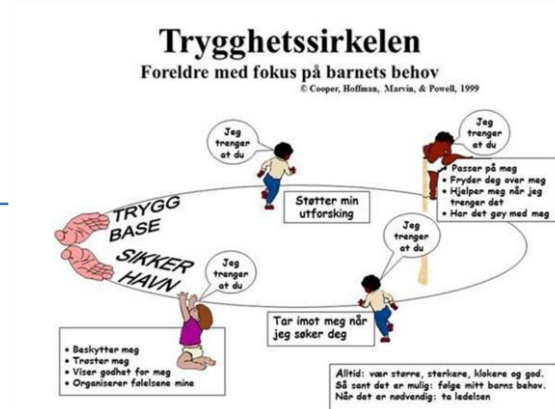 Trygghetssirkelen
Foreldre med fokus på barnets behov
© Cooper, Hoffman, Marvin, & Powell, 1999
Jeg
trenger
at du
Støtter min
utforsking
Jeg
trenger
at du
• Passer på meg
• Fryder deg over meg
• Hjelper meg når jeg
trenger det
• Har det gøy med meg
TRYGG
BASE
SIKKER
HAVN
Jeg
trenger
at du
Tar imot meg når
jeg søker deg
Jeg
trenger
at du
• Beskytter meg
• Trøster meg
• Viser godhet for meg
• Organiserer følelsene mine
Alltid: vær større, sterkere, klokere og god.
Så sant det er mulig: følge mitt barns behov.
Når det er nødvendig: ta ledelsen